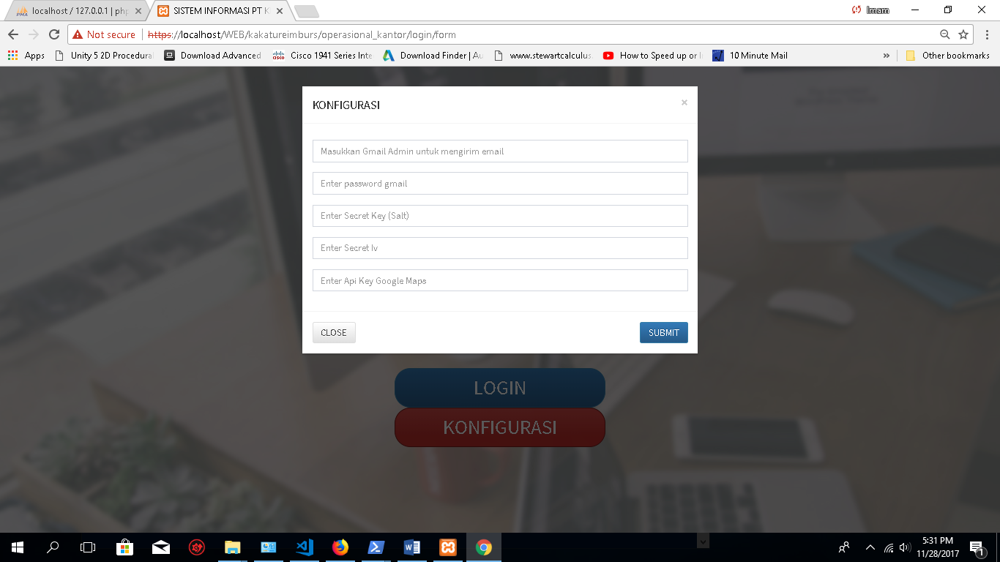 PMA localhost / 127.0.0.1 | php
SISTEM INFORMASI PT K
Imam
Not secure
https://localhost/WEB/kakatureimburs/operasional_kantor/login/form
Apps
Unity 5 2D Procedural
Download Advanced
Cisco 1941 Series Inte
Download Finder | Au
www.stewartcalculus.
How to Speed up or
10 Minute Mail
»
Other bookmarks
KONFIGURASI
×
Masukkan Gmail Admin untuk mengirim email
Enter password gmail
Enter Secret Key (Salt)
Enter Secret Iv
Enter Api Key Google Maps
CLOSE
SUBMIT
LOGIN
KONFIGURASI
5:31 PM
11/28/2017
1